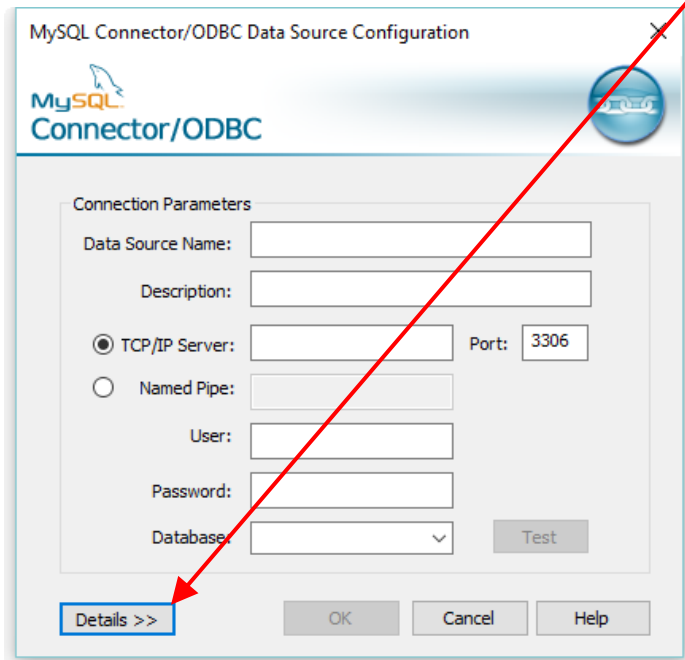 MySQL Connector/ODBC Data Source Configuration
MySQL
Connector/ODBC
Connection Parameters
Data Source Name:
Description:
TCP/IP Server: Port: 3306
Named Pipe:
User:
Password:
Database: Test
Details >> OK Cancel Help